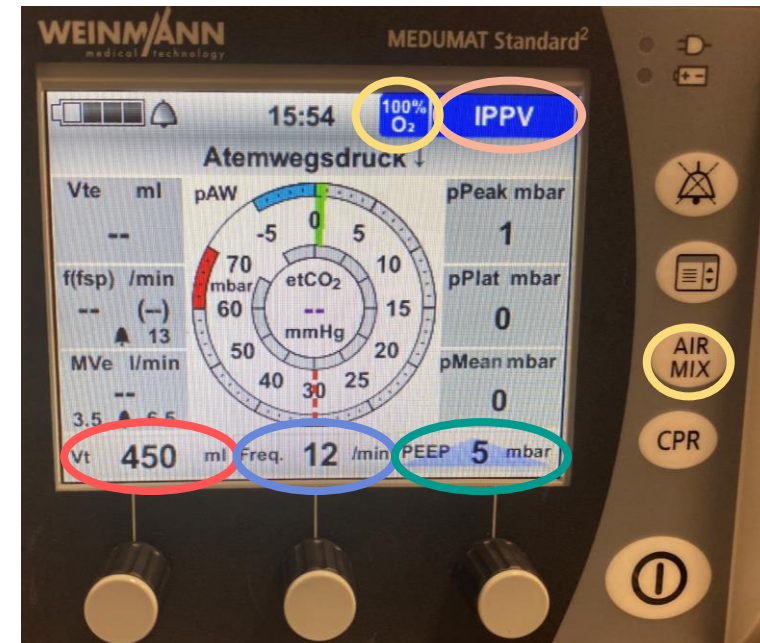 WEINMANN
medical technology
MEDUMAT Standard²
15:54
100% O₂
IPPV
Atemwegsdruck ↓
Vte ml
--
f(fsp) /min
-- (--)
13
MVe l/min
--
3.5 6.5
pAW
-5 0 5
70 10
mbar
60 15
50 20
40 30 25
etCO₂
--
mmHg
pPeak mbar
1
pPlat mbar
0
pMean mbar
0
Vt 450 ml
Freq. 12 /min
PEEP 5 mbar
AIR
MIX
CPR